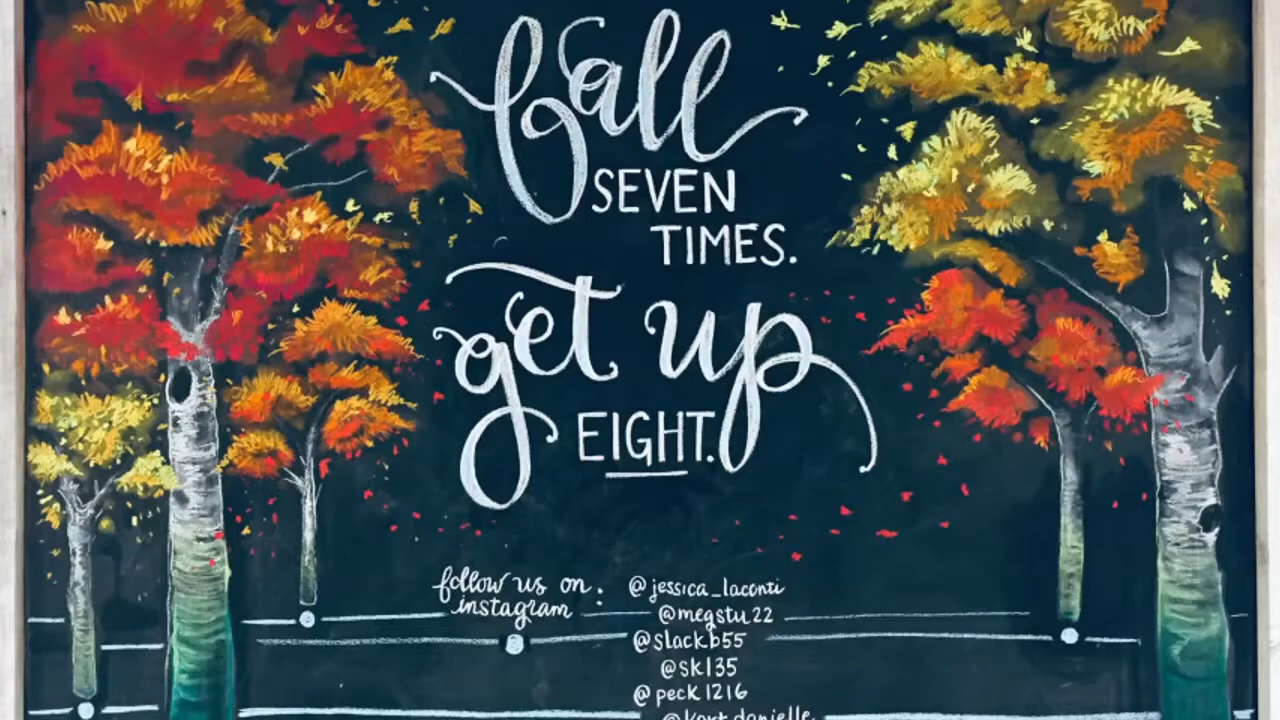 fall
SEVEN
TIMES.
get up
EIGHT.
follow us on:
instagram
@jessica_laconti
@megstu22
@slackb55
@sk135
@peck1216